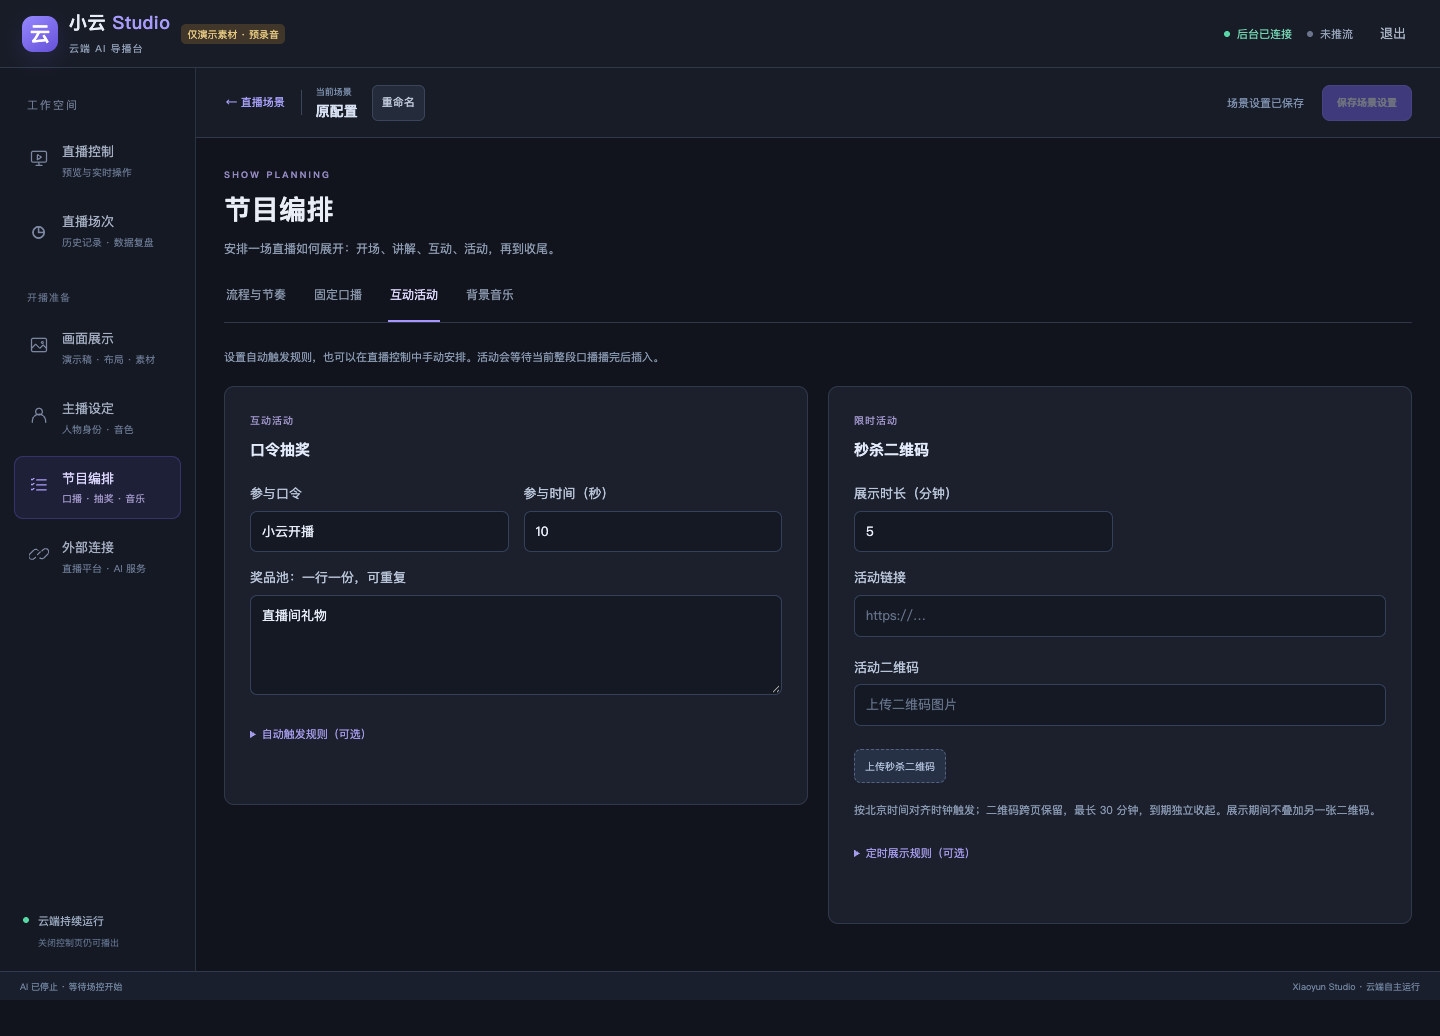 云
小云 Studio
云端 AI 导播台
仅演示素材 · 预录音
后台已连接
未推流
退出
工作空间
直播控制
预览与实时操作
直播场次
历史记录 · 数据复盘
开播准备
画面展示
演示稿 · 布局 · 素材
主播设定
人物身份 · 音色
节目编排
口播 · 抽奖 · 音乐
外部连接
直播平台 · AI 服务
云端持续运行
关闭控制页仍可播出
← 直播场景
当前场景
原配置
重命名
场景设置已保存
保存场景设置
SHOW PLANNING
节目编排
安排一场直播如何展开：开场、讲解、互动、活动，再到收尾。
流程与节奏
固定口播
互动活动
背景音乐
设置自动触发规则，也可以在直播控制中手动安排。活动会等待当前整段口播播完后插入。
互动活动
口令抽奖
参与口令
参与时间（秒）
小云开播
10
奖品池：一行一份，可重复
直播间礼物
自动触发规则（可选）
限时活动
秒杀二维码
展示时长（分钟）
5
活动链接
https://...
活动二维码
上传二维码图片
上传秒杀二维码
按北京时间对齐时钟触发；二维码跨页保留，最长 30 分钟，到期独立收起。展示期间不叠加另一张二维码。
定时展示规则（可选）
AI 已停止 · 等待场控开始
Xiaoyun Studio · 云端自主运行